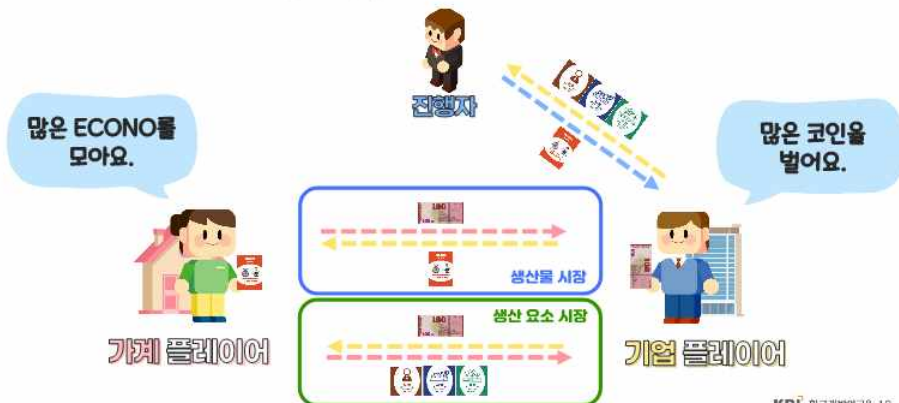 진행자
많은 ECONO를
모아요.
많은 코인을
벌어요.
생산물 시장
생산 요소 시장
가계 플레이어
기업 플레이어